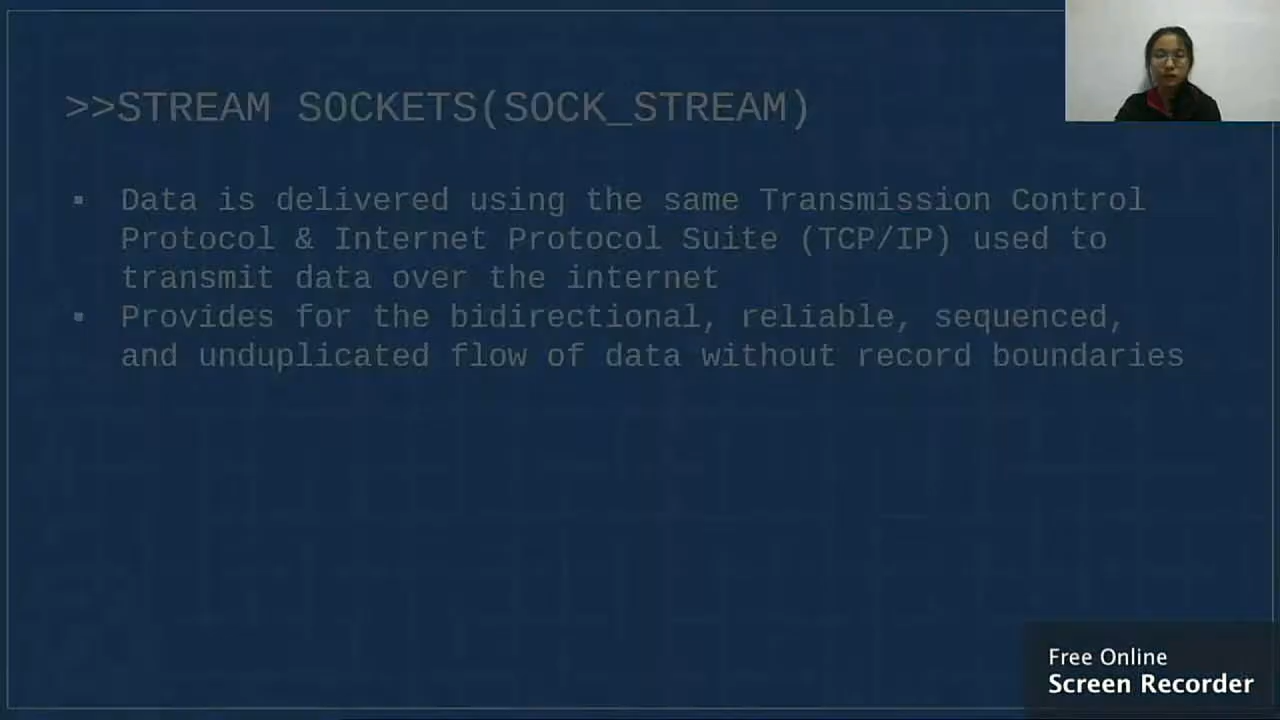 >>STREAM SOCKETS(SOCK_STREAM)
▪ Data is delivered using the same Transmission Control
Protocol & Internet Protocol Suite (TCP/IP) used to
transmit data over the internet
▪ Provides for the bidirectional, reliable, sequenced,
and unduplicated flow of data without record boundaries
Free Online
Screen Recorder